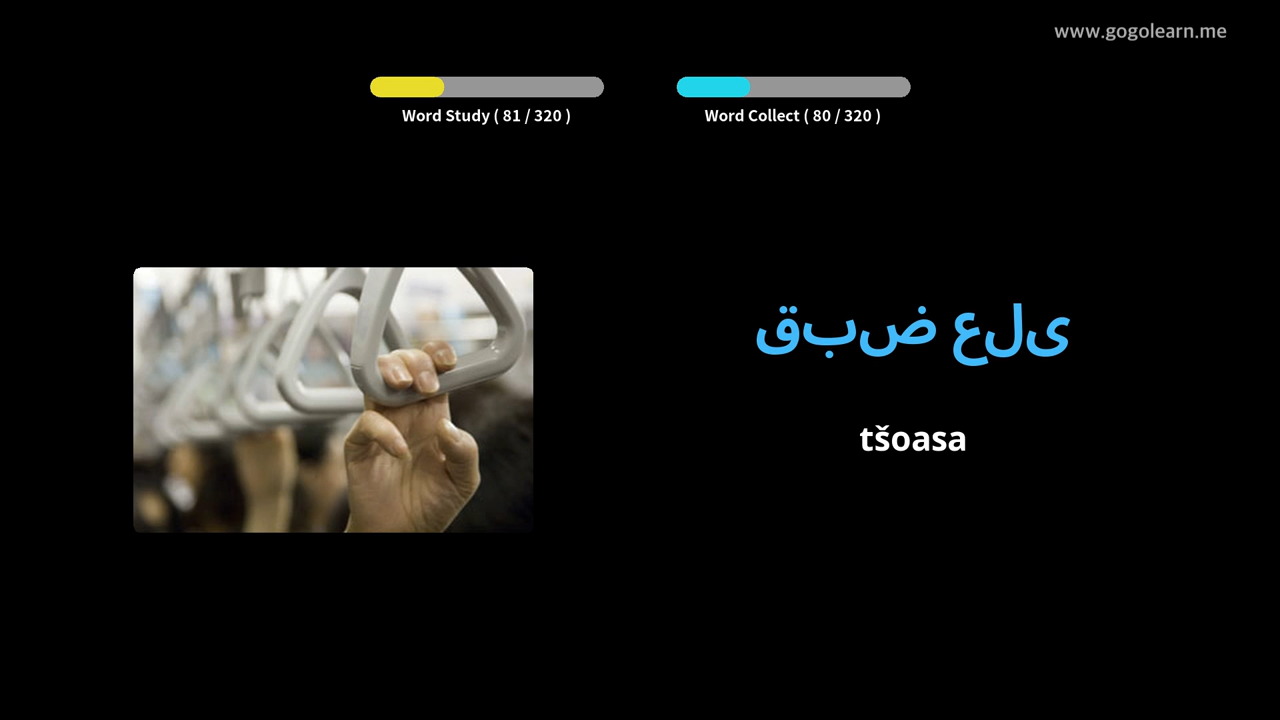 www.gogolearn.me
Word Study ( 81 / 320 )
Word Collect ( 80 / 320 )
قبض على
tšoasa